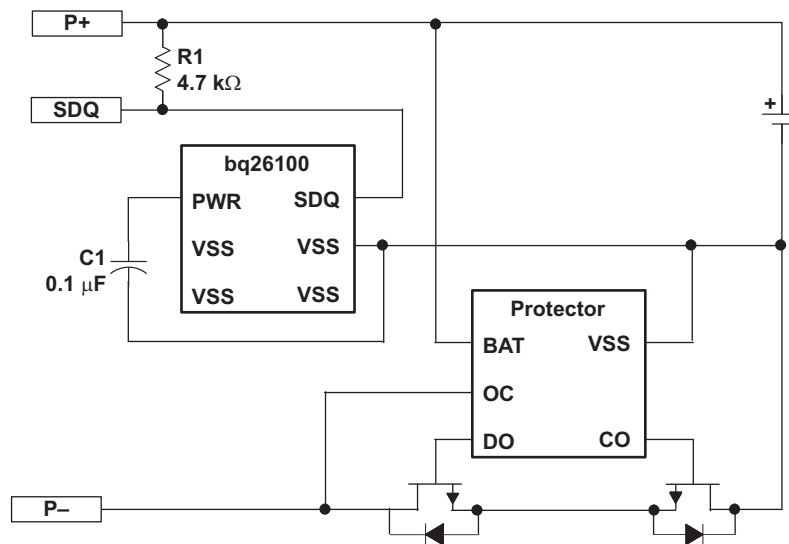 P+
R1
4.7 kΩ
SDQ
+
bq26100
PWR SDQ
VSS VSS
VSS VSS
C1
0.1 μF
Protector
BAT VSS
OC
DO CO
P–